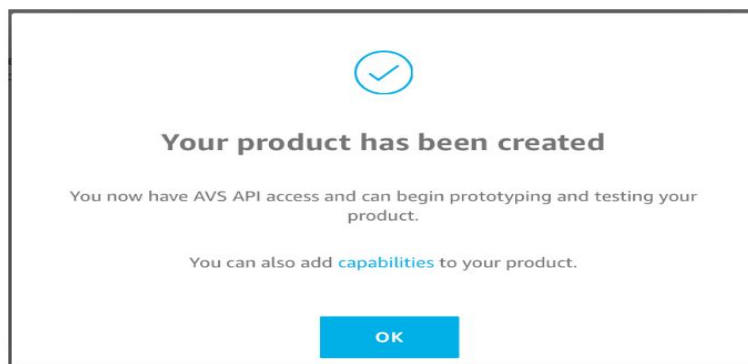 Your product has been created
You now have AVS API access and can begin prototyping and testing your
product.
You can also add capabilities to your product.
OK